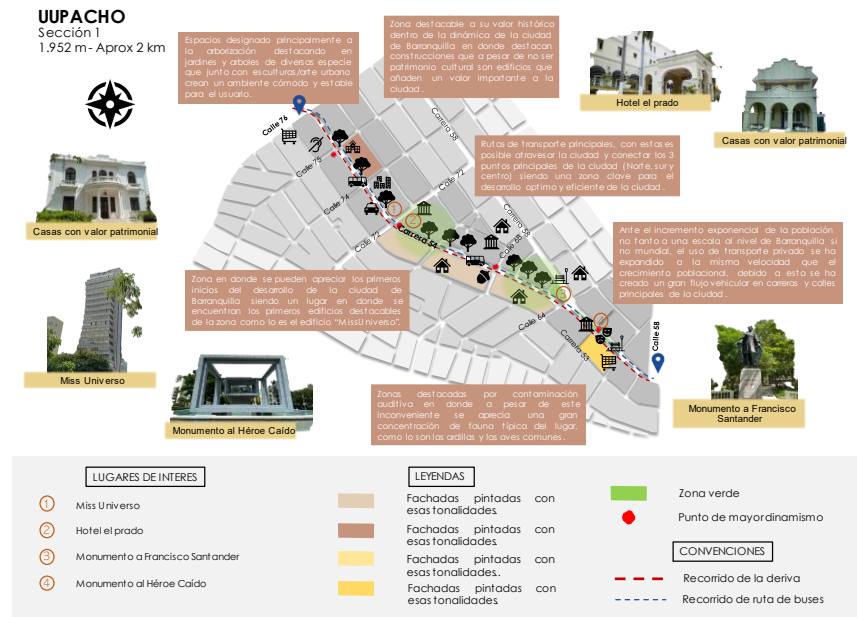 UUPACHO
Sección 1
1.952 m - Aprox 2 km
Espacios designado principalmente a
la arborización destacando en
jardines y arboles de diversas especie
que junto con esculturas/arte urbano
crean un ambiente cómodo y estable
para el usuario.
Zona destacable a su valor histórico
dentro de la dinámica de la ciudad
de Barranquilla en donde destacan
construcciones que a pesar de no ser
patrimonio cultural son edificios que
añaden un valor importante a la
ciudad.
Hotel el prado
Casas con valor patrimonial
Rutas de transporte principales, con estas es
posible atravesar la ciudad y conectar los 3
puntos principales de la ciudad (Norte, sur y
centro) siendo una zona clave para el
desarrollo optimo y eficiente de la ciudad.
Casas con valor patrimonial
Ante el incremento exponencial de la población
no tanto a una escala al nivel de Barranquilla si
no mundial, el uso de transporte privado se ha
expandido a la misma velocidad que el
crecimiento poblacional, debido a esto se ha
creado un gran flujo vehicular en carreras y calles
principales de la ciudad.
Zona en donde se pueden apreciar los primeros
inicios del desarrollo de la ciudad de
Barranquilla siendo un lugar en donde se
encuentran los primeros edificios destacables
de la zona como lo es el edificio "Miss Universo".
Miss Universo
Monumento al Héroe Caído
Zonas destacadas por contaminación
auditiva en donde a pesar de este
inconveniente se aprecia una gran
concentración de fauna típica del lugar,
como lo son las ardillas y las aves comunes.
Monumento a Francisco
Santander
Calle 76
Calle 75
Calle 74
Calle 72
Carrera 54
Carrera 58
Calle 72
Carrera 58
Calle 68
Calle 64
Carrera 53
Calle 58
1
2
3
4
LUGARES DE INTERES
1 Miss Universo
2 Hotel el prado
3 Monumento a Francisco Santander
4 Monumento al Héroe Caído
LEYENDAS
Fachadas pintadas con
esas tonalidades.
Fachadas pintadas con
esas tonalidades.
Fachadas pintadas con
esas tonalidades..
Fachadas pintadas con
esas tonalidades.
Zona verde
Punto de mayor dinamismo
CONVENCIONES
Recorrido de la deriva
Recorrido de ruta de buses